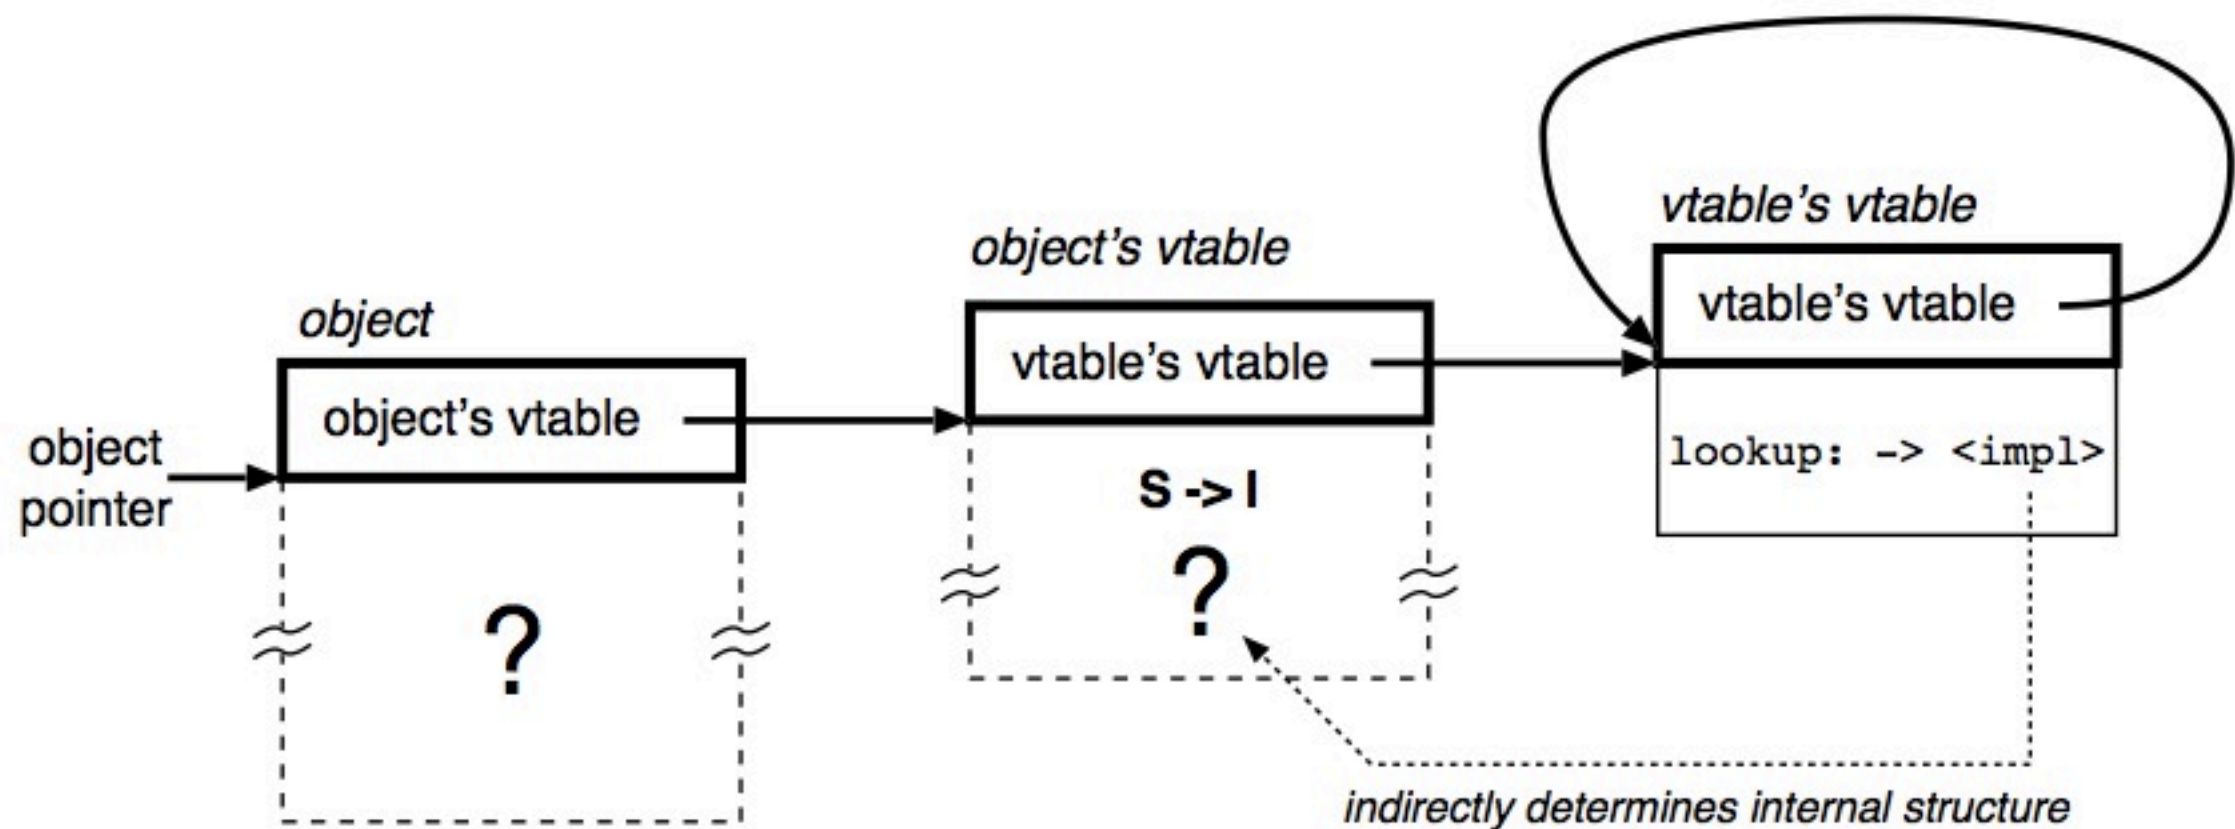 vtable's vtable
object's vtable
vtable's vtable
object
vtable's vtable
object's vtable
object
pointer
lookup: -> <impl>
S -> I
?
?
indirectly determines internal structure